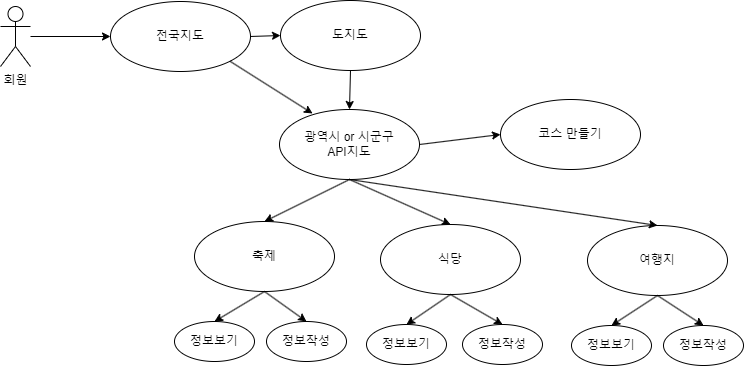 전국지도
도지도
회원
광역시 or 시군구
API지도
코스 만들기
축제
식당
여행지
정보보기
정보작성
정보보기
정보작성
정보보기
정보작성